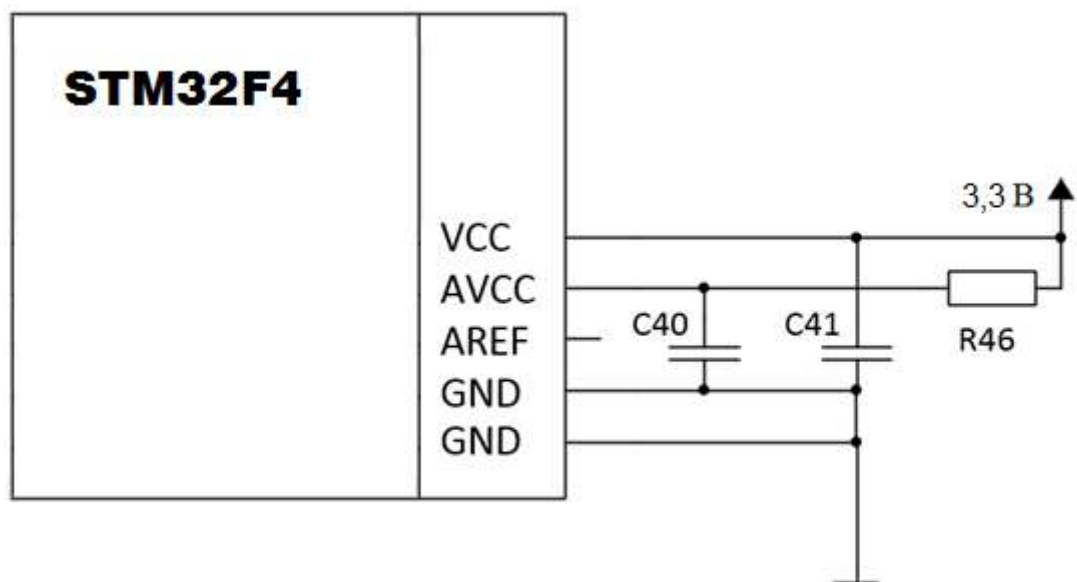 STM32F4
3,3 В
VCC
AVCC
C40
C41
AREF
R46
GND
GND